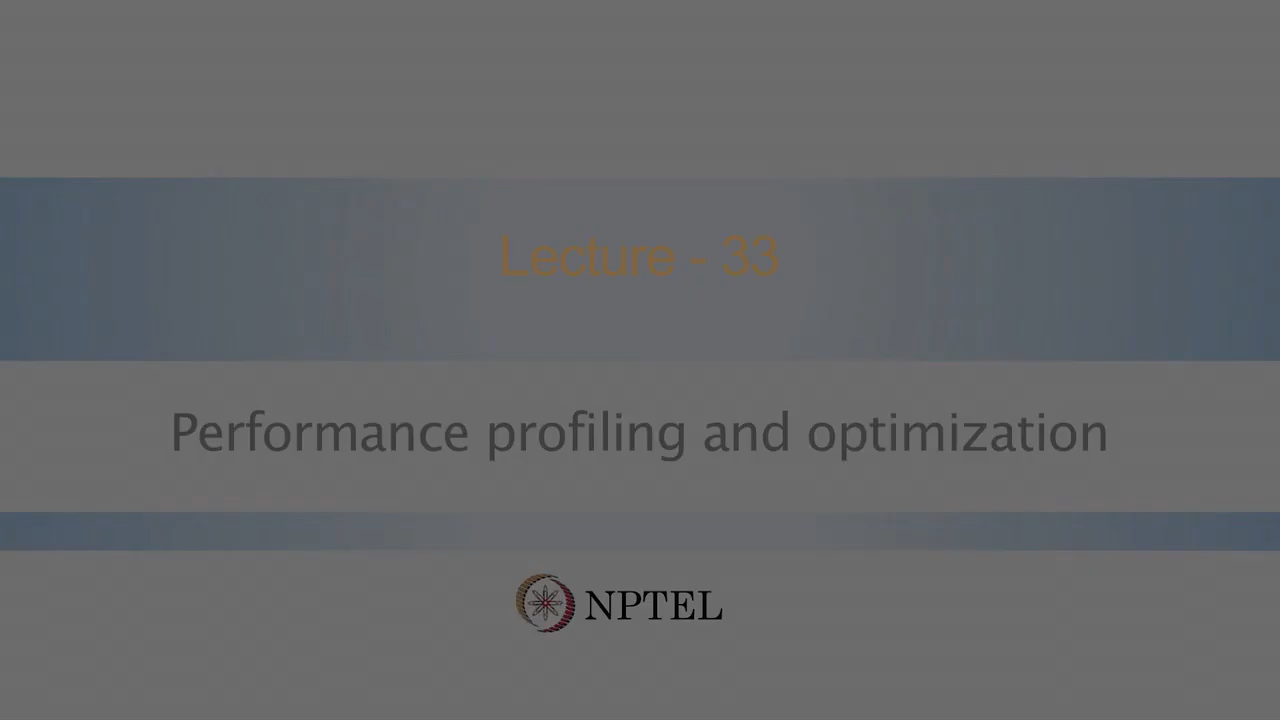 Lecture - 33
Performance profiling and optimization
NPTEL